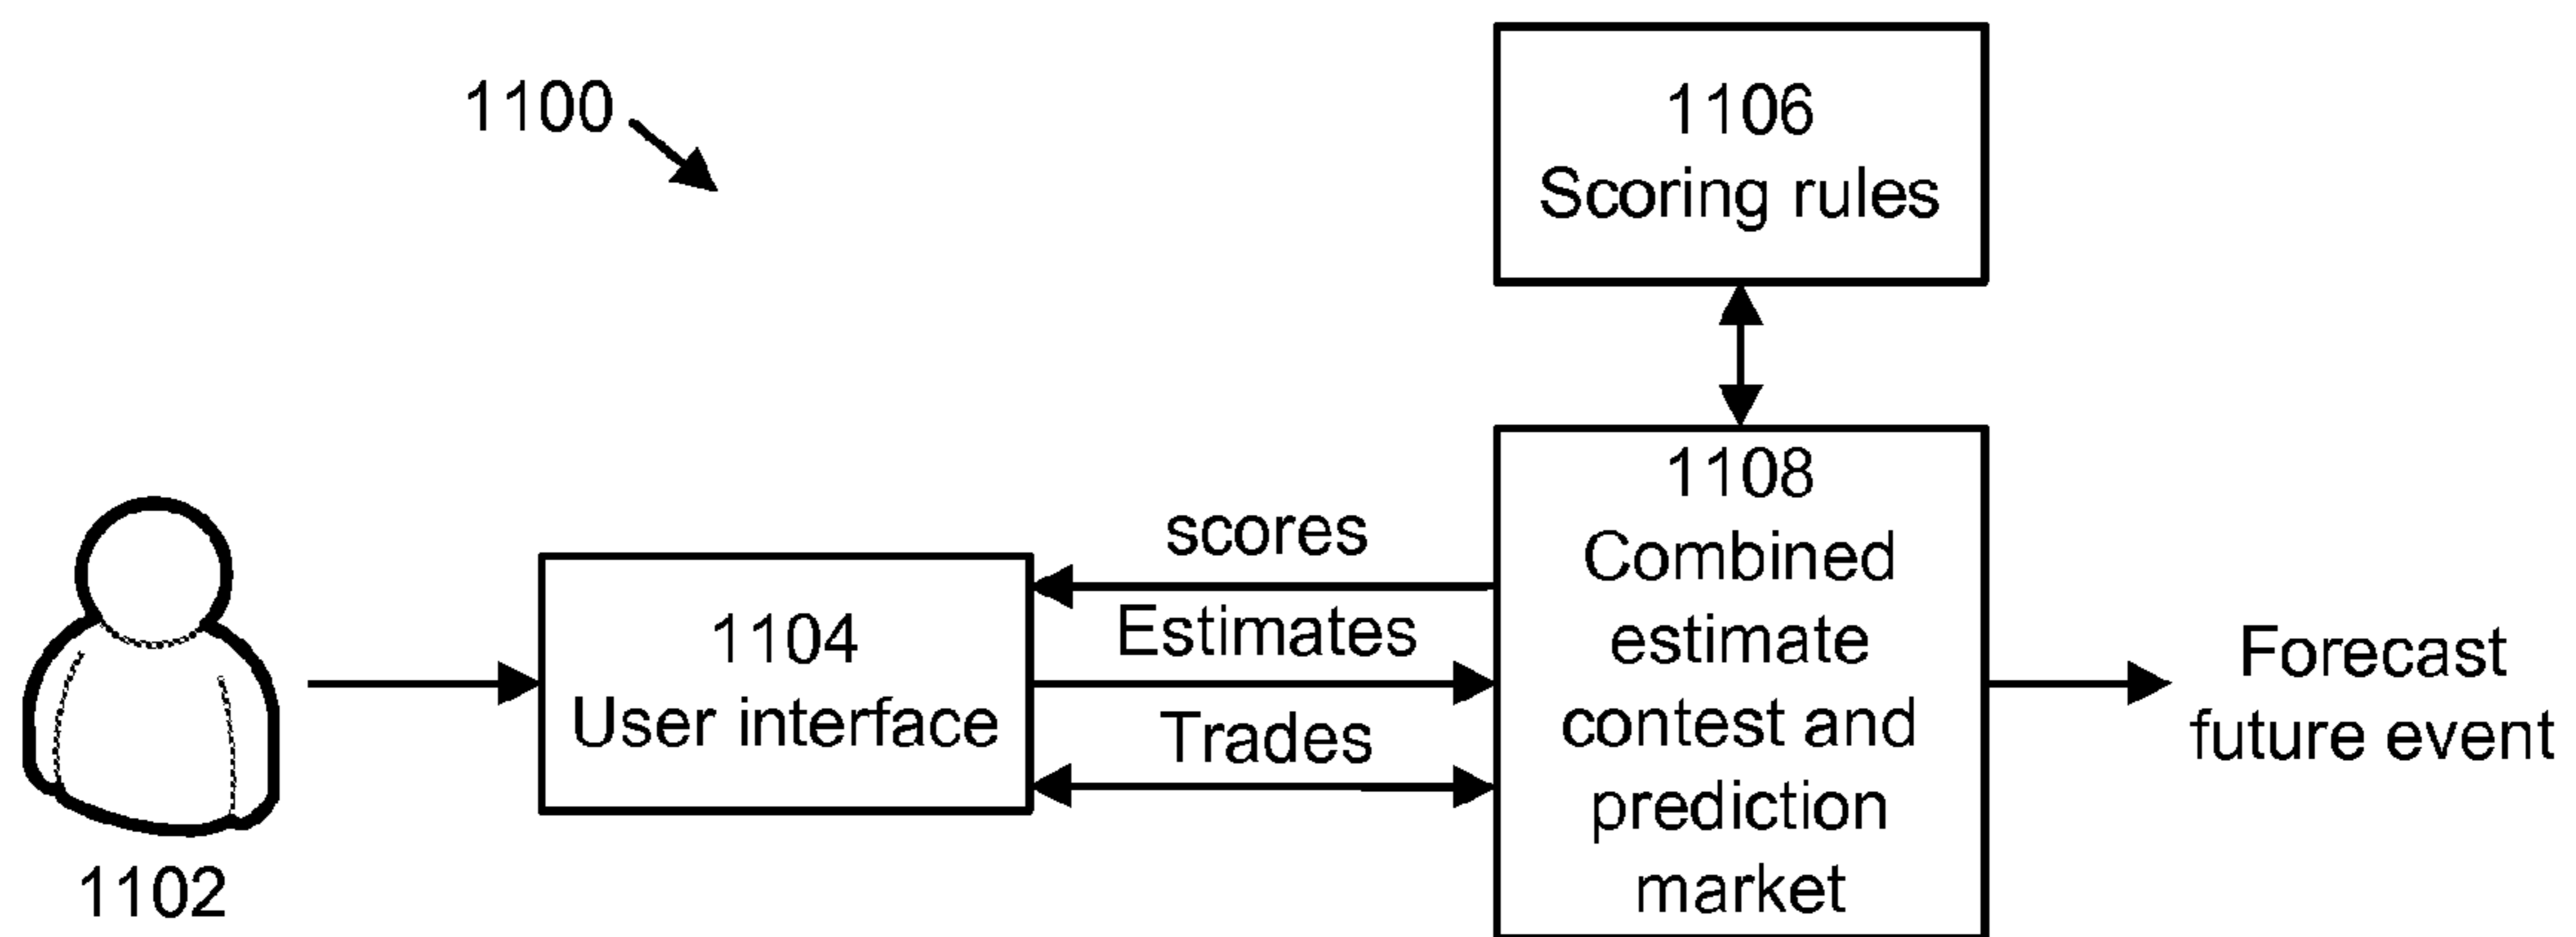 1100
1106
Scoring rules
1102
1104
User interface
scores
Estimates
Trades
1108
Combined
estimate
contest and
prediction
market
Forecast
future event